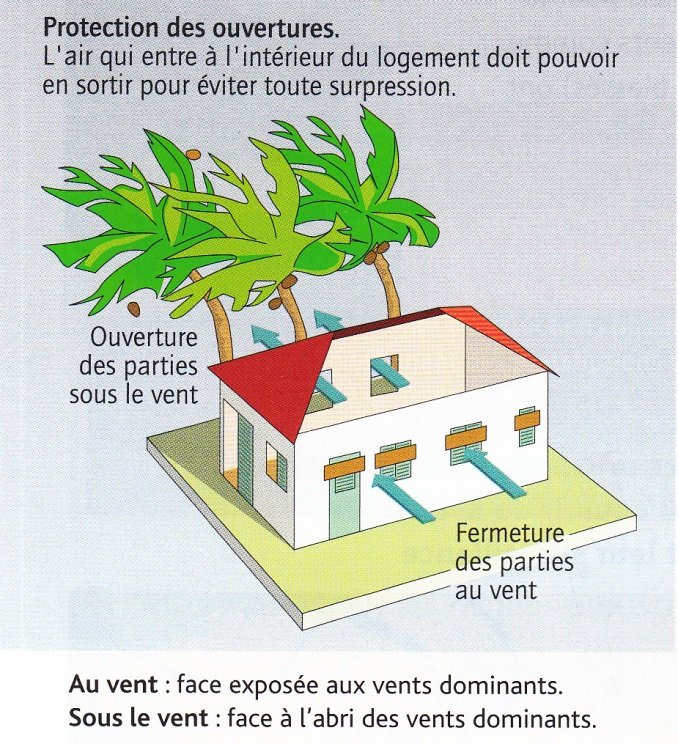 Protection des ouvertures.
L'air qui entre à l'intérieur du logement doit pouvoir
en sortir pour éviter toute surpression.
Ouverture
des parties
sous le vent
Fermeture
des parties
au vent
Au vent : face exposée aux vents dominants.
Sous le vent : face à l'abri des vents dominants.